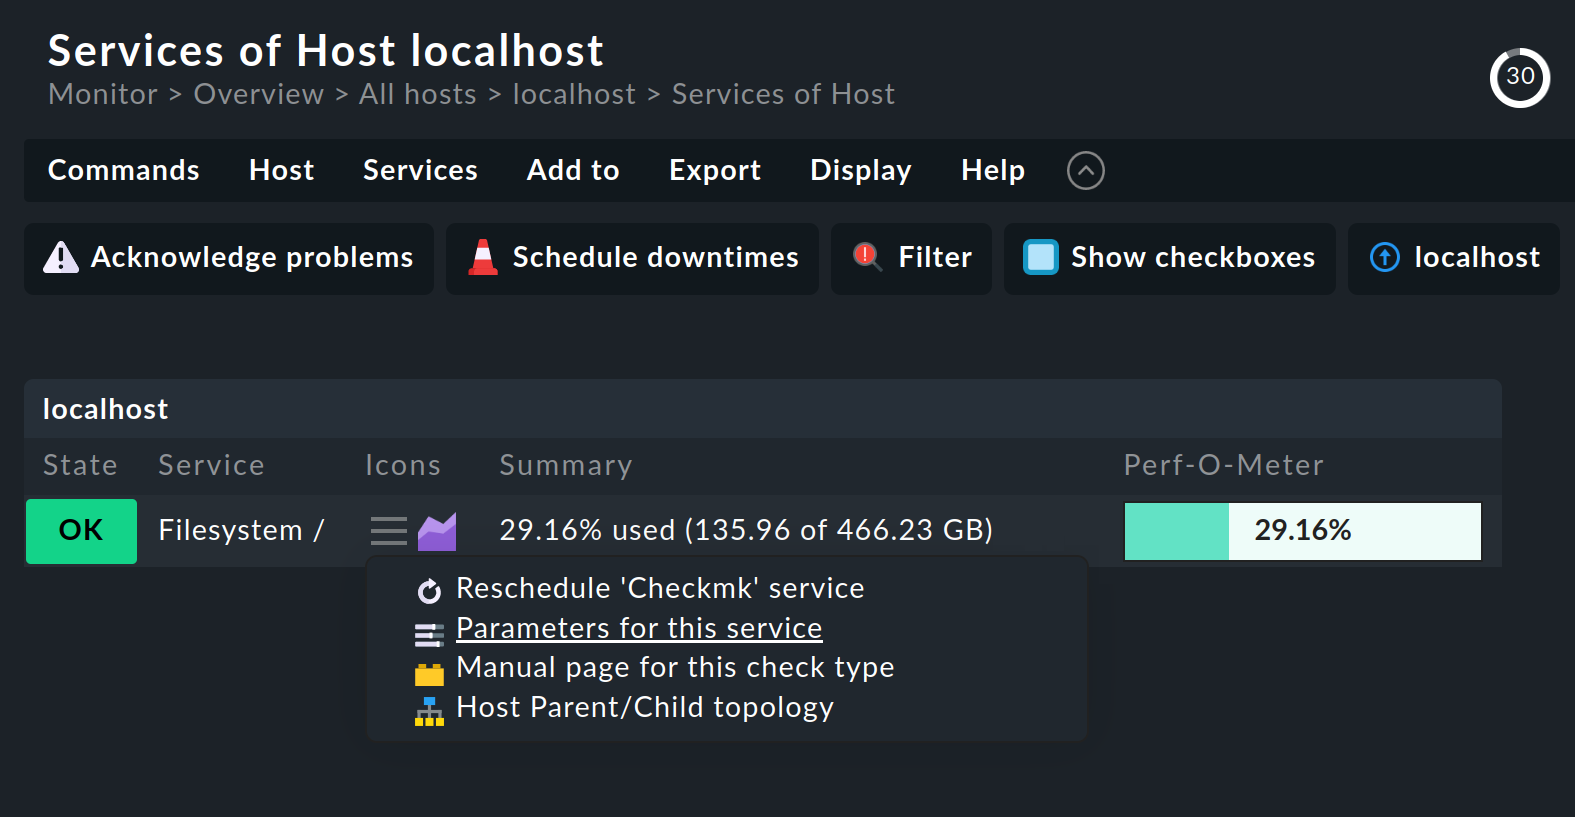 Services of Host localhost
Monitor > Overview > All hosts > localhost > Services of Host
30
Commands Host Services Add to Export Display Help
Acknowledge problems Schedule downtimes Filter Show checkboxes localhost
localhost
State Service Icons Summary Perf-O-Meter
OK Filesystem / 29.16% used (135.96 of 466.23 GB) 29.16%
Reschedule 'Checkmk' service
Parameters for this service
Manual page for this check type
Host Parent/Child topology